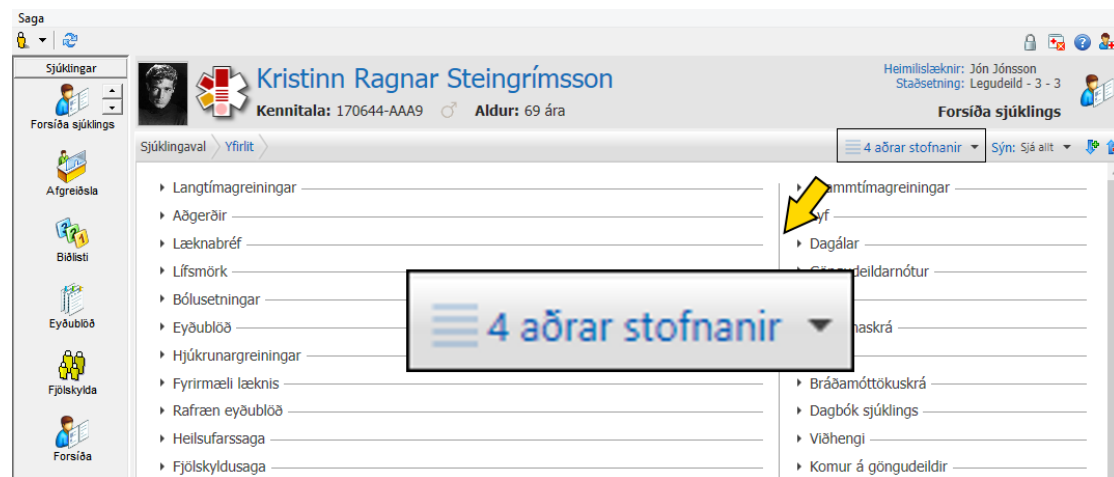 Saga
Sjúklingar
Forsíða sjúklings
Afgreiðsla
Biðlisti
Eyðublöð
Fjölskylda
Forsíða
Kristinn Ragnar Steingrímsson
Kennitala: 170644-AAA9 Aldur: 69 ára
Heimilislæknir: Jón Jónsson
Staðsetning: Legudeild - 3 - 3
Forsíða sjúklings
Sjúklingaval Yfirlit
4 aðrar stofnanir Sýn: Sjá allt
Langtímagreiningar
Aðgerðir
Læknabréf
Lífsmörk
Bólusetningar
Eyðublöð
Hjúkrunargreiningar
Fyrirmæli læknis
Rafræn eyðublöð
Heilsufarssaga
Fjölskyldusaga
4 aðrar stofnanir
Dagálar
Bráðamóttökuskrá
Dagbók sjúklings
Viðhengi
Komur á göngudeildir